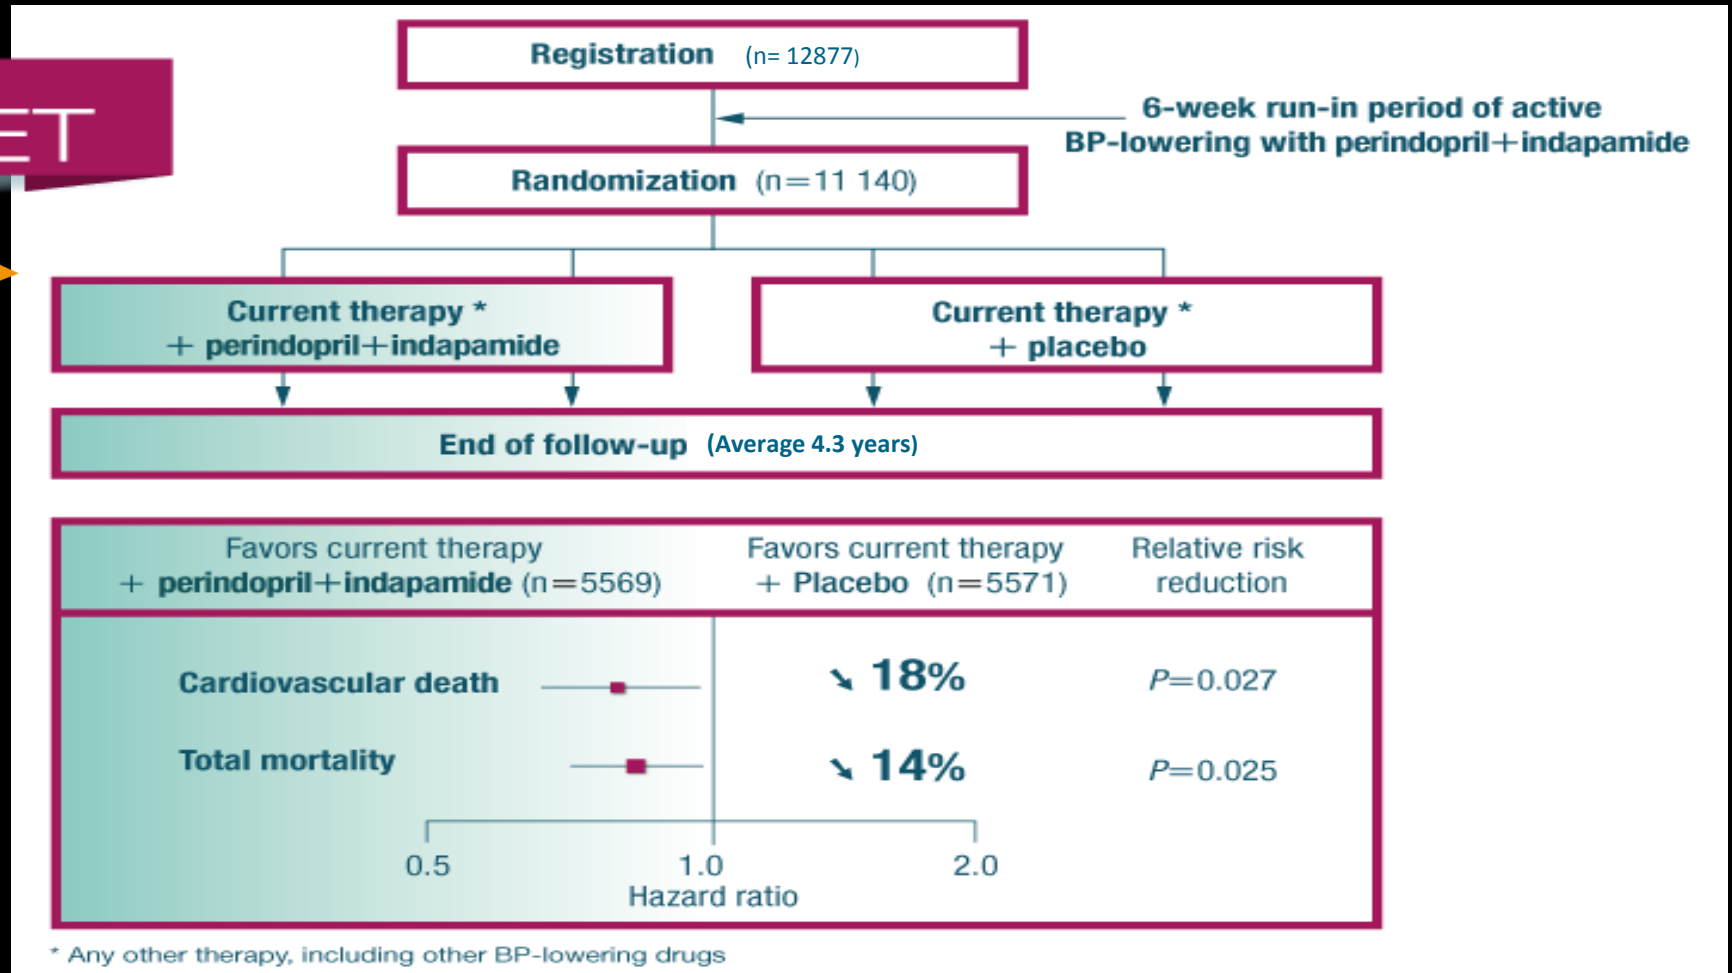 Registration (n= 12877)
ET
6-week run-in period of active
BP-lowering with perindopril+indapamide
Randomization (n=11 140)
Current therapy *
+ perindopril+indapamide
Current therapy *
+ placebo
End of follow-up (Average 4.3 years)
Favors current therapy
+ perindopril+indapamide (n=5569)
Favors current therapy
+ Placebo (n=5571)
Relative risk
reduction
Cardiovascular death ↘ 18% P=0.027
Total mortality ↘ 14% P=0.025
0.5 1.0 2.0
Hazard ratio
* Any other therapy, including other BP-lowering drugs